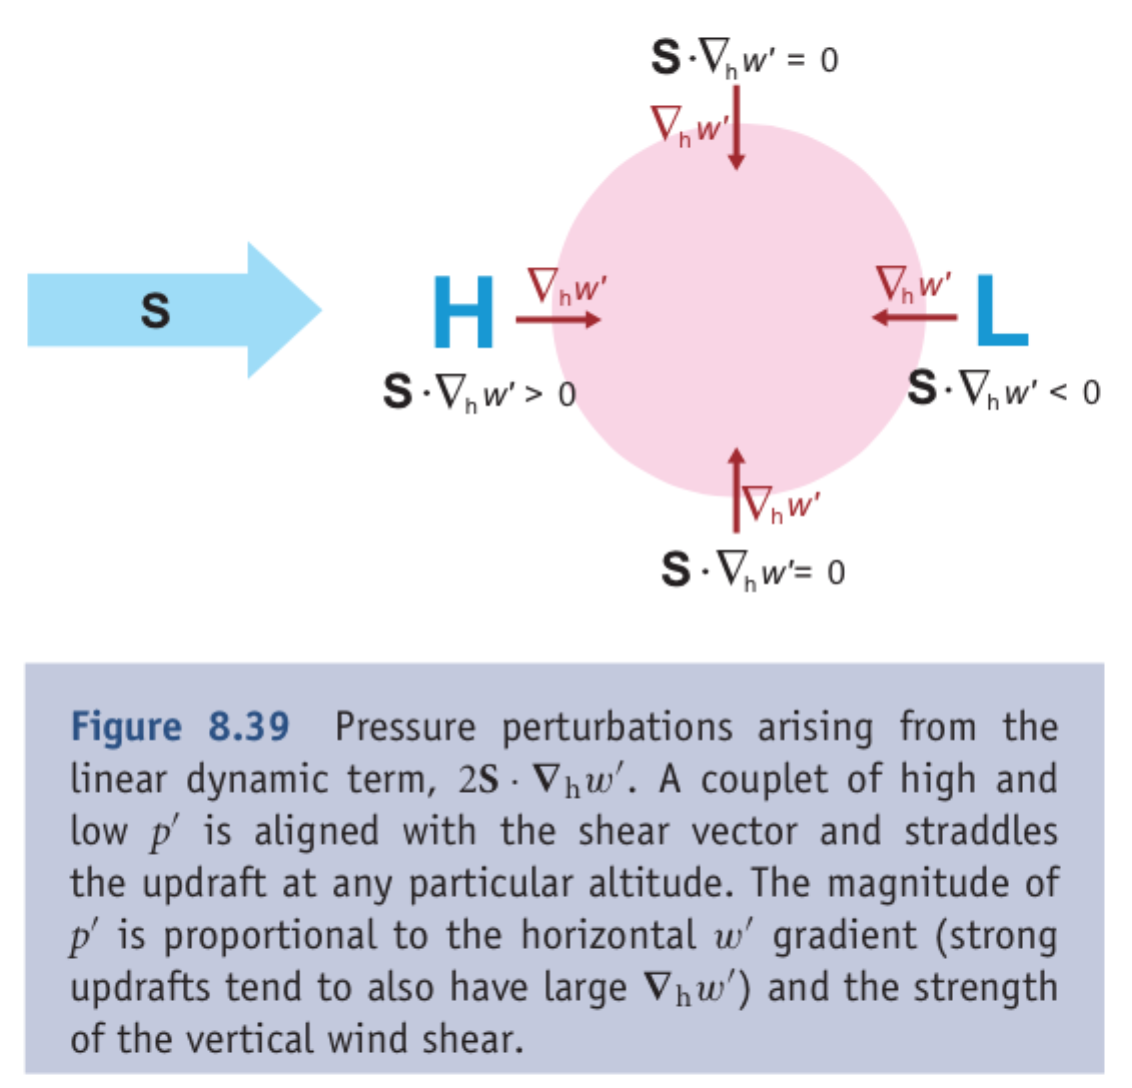 S·∇ₕw' = 0
∇ₕw'
S
H
∇ₕw'
∇ₕw'
L
S·∇ₕw' > 0
S·∇ₕw' < 0
∇ₕw'
S·∇ₕw'= 0
Figure 8.39 Pressure perturbations arising from the
linear dynamic term, 2S · ∇ₕw′. A couplet of high and
low p′ is aligned with the shear vector and straddles
the updraft at any particular altitude. The magnitude of
p′ is proportional to the horizontal w′ gradient (strong
updrafts tend to also have large ∇ₕw′) and the strength
of the vertical wind shear.